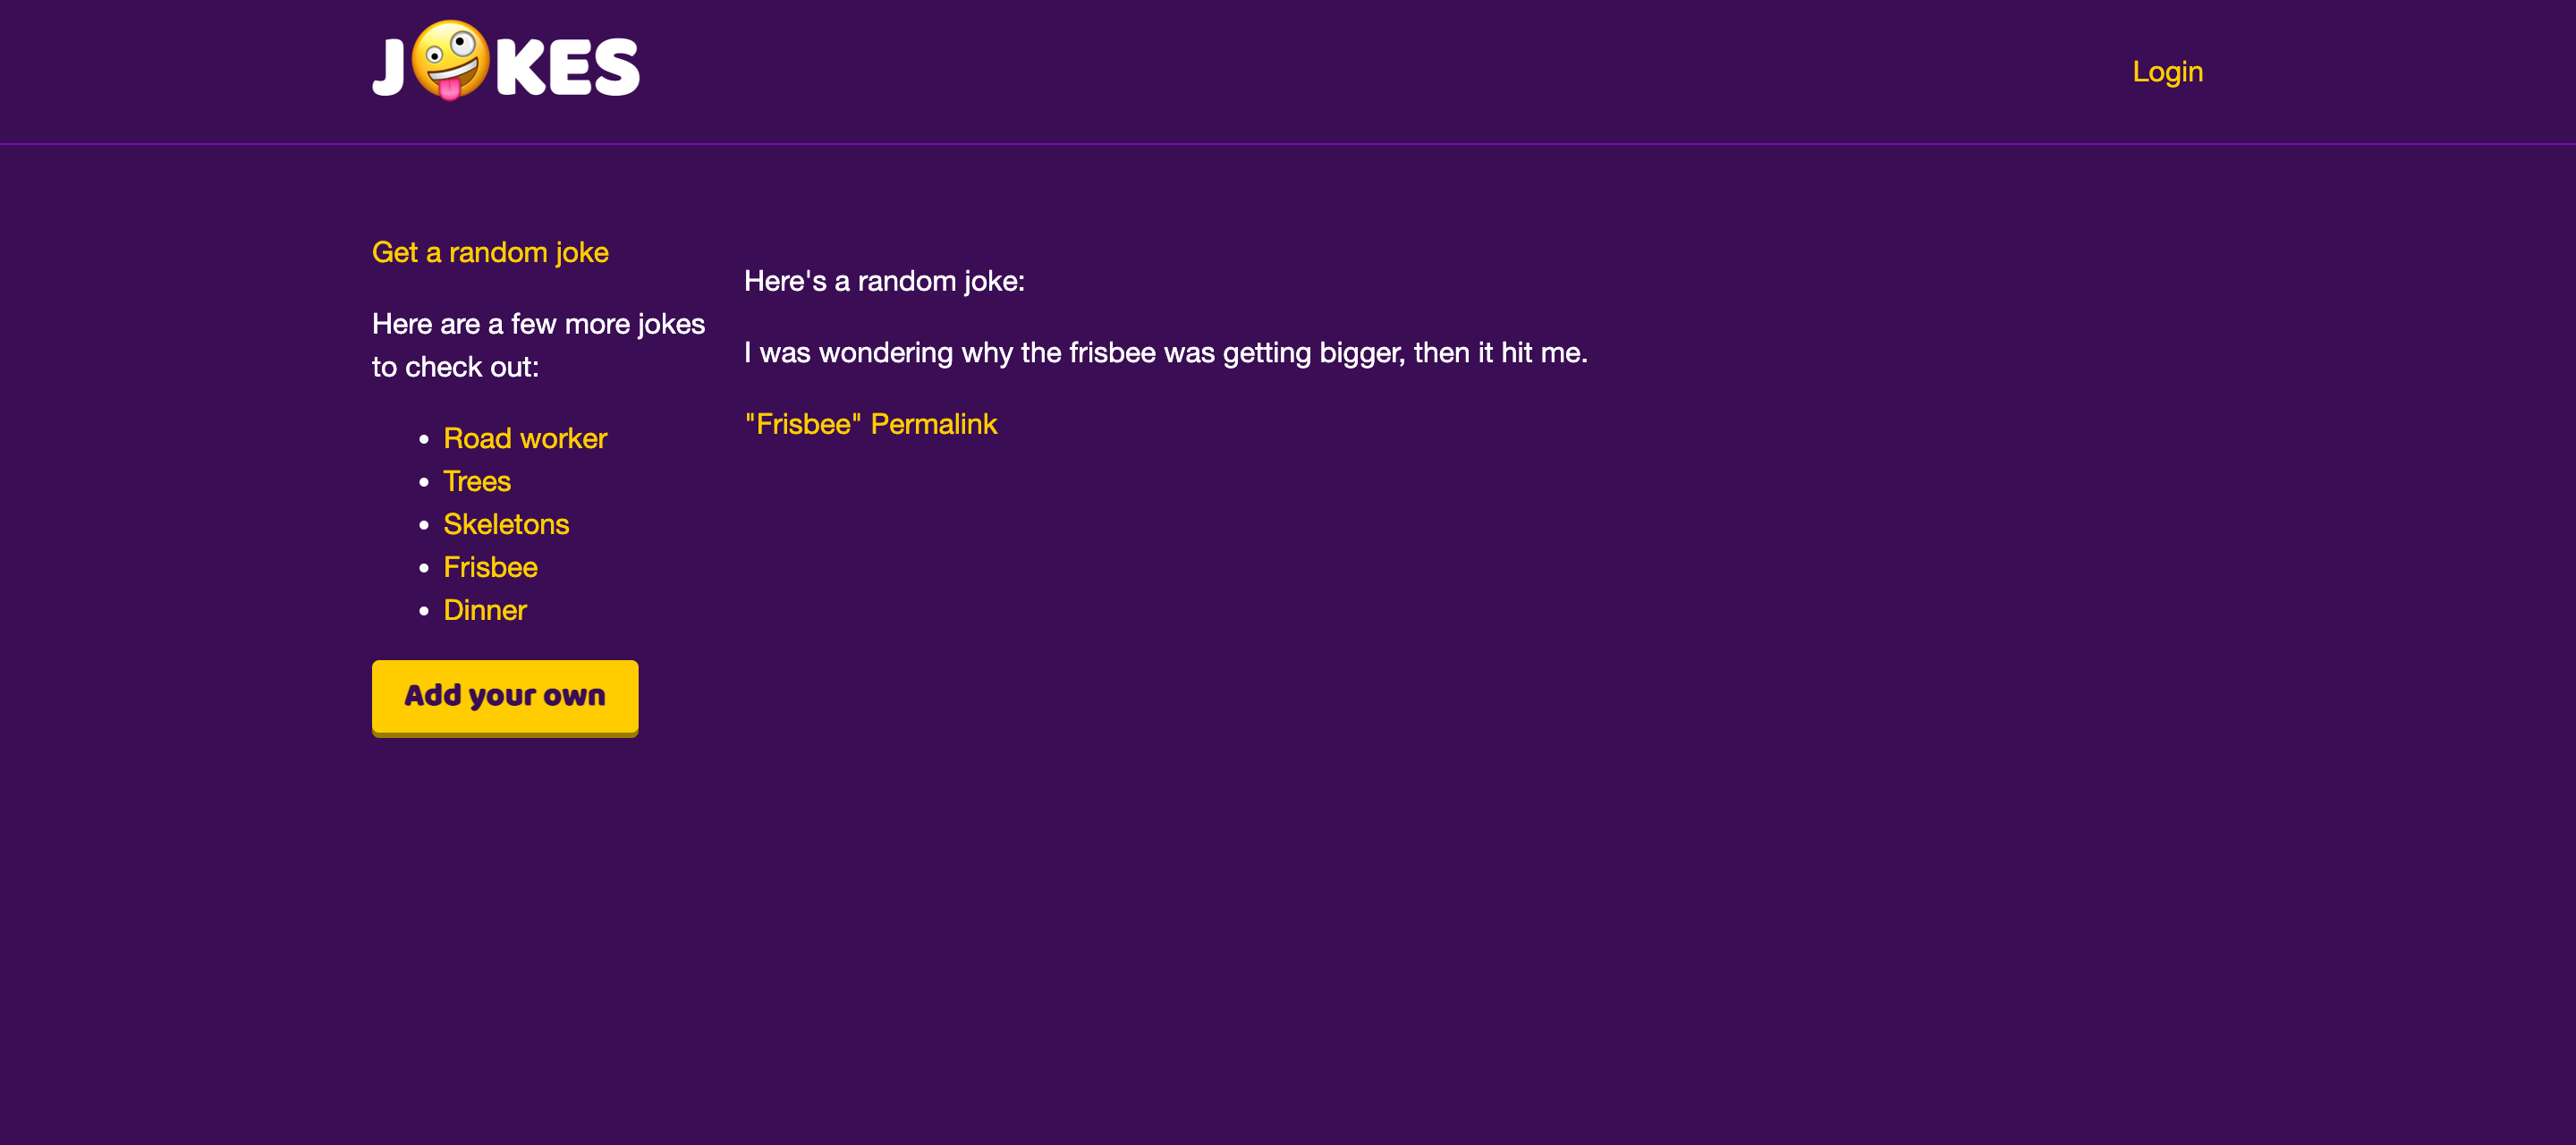 J🤪KES
Login
Get a random joke
Here are a few more jokes
to check out:
Road worker
Trees
Skeletons
Frisbee
Dinner
Add your own
Here's a random joke:
I was wondering why the frisbee was getting bigger, then it hit me.
"Frisbee" Permalink